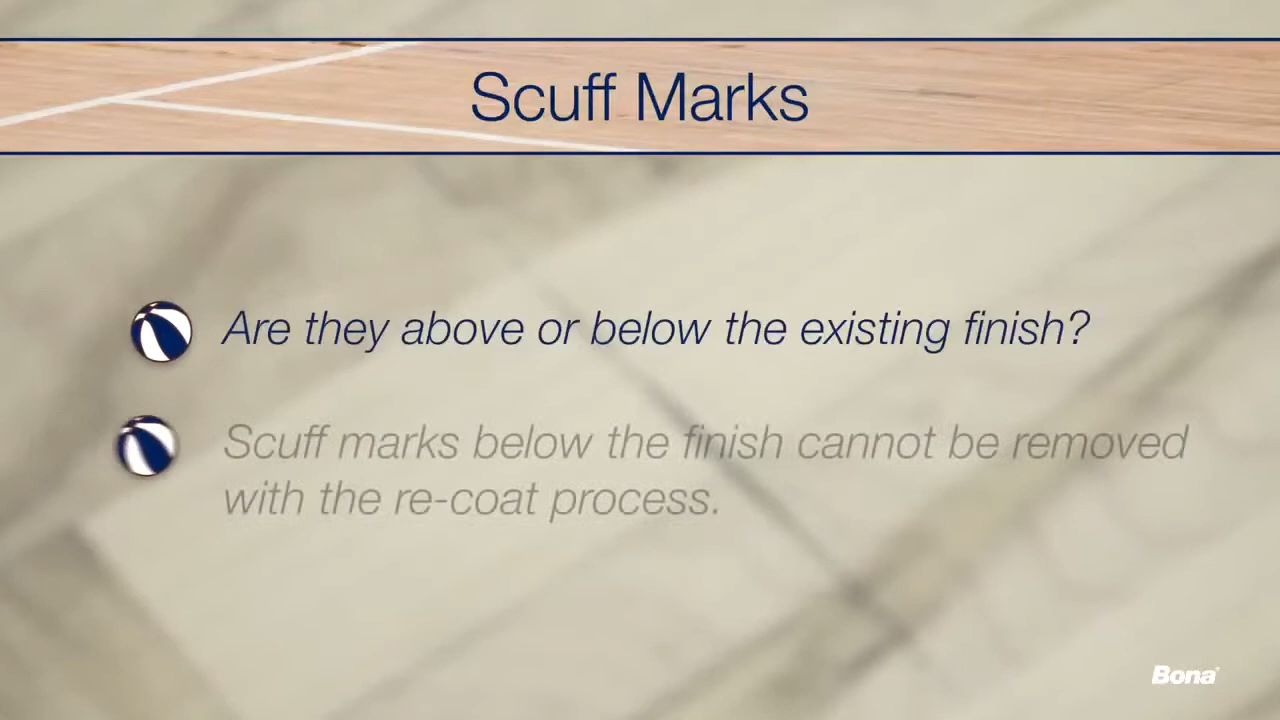 Scuff Marks
Are they above or below the existing finish?
Scuff marks below the finish cannot be removed
with the re-coat process.
Bona